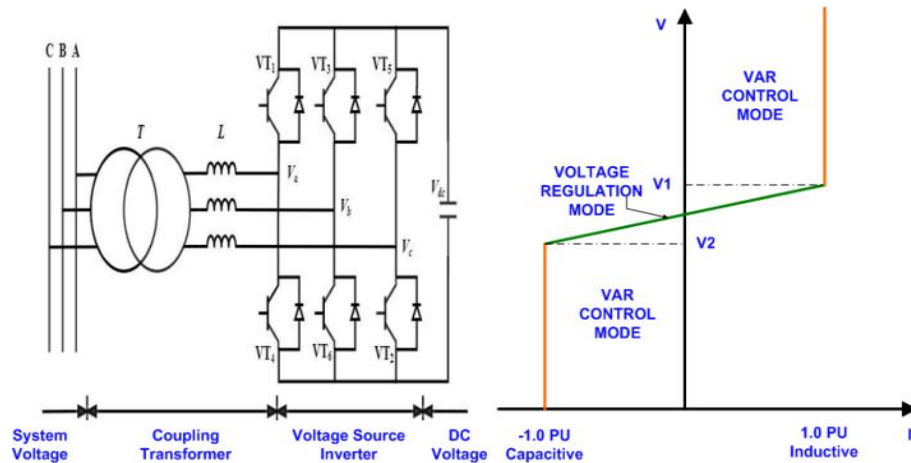 C B A
T
L
VT1
VT3
VT5
Va
Vb
Vc
Vdc
VT4
VT6
VT2
System
Voltage
Coupling
Transformer
Voltage Source
Inverter
DC
Voltage
V
VAR
CONTROL
MODE
VOLTAGE
REGULATION
MODE
V1
V2
VAR
CONTROL
MODE
I
-1.0 PU
Capacitive
1.0 PU
Inductive